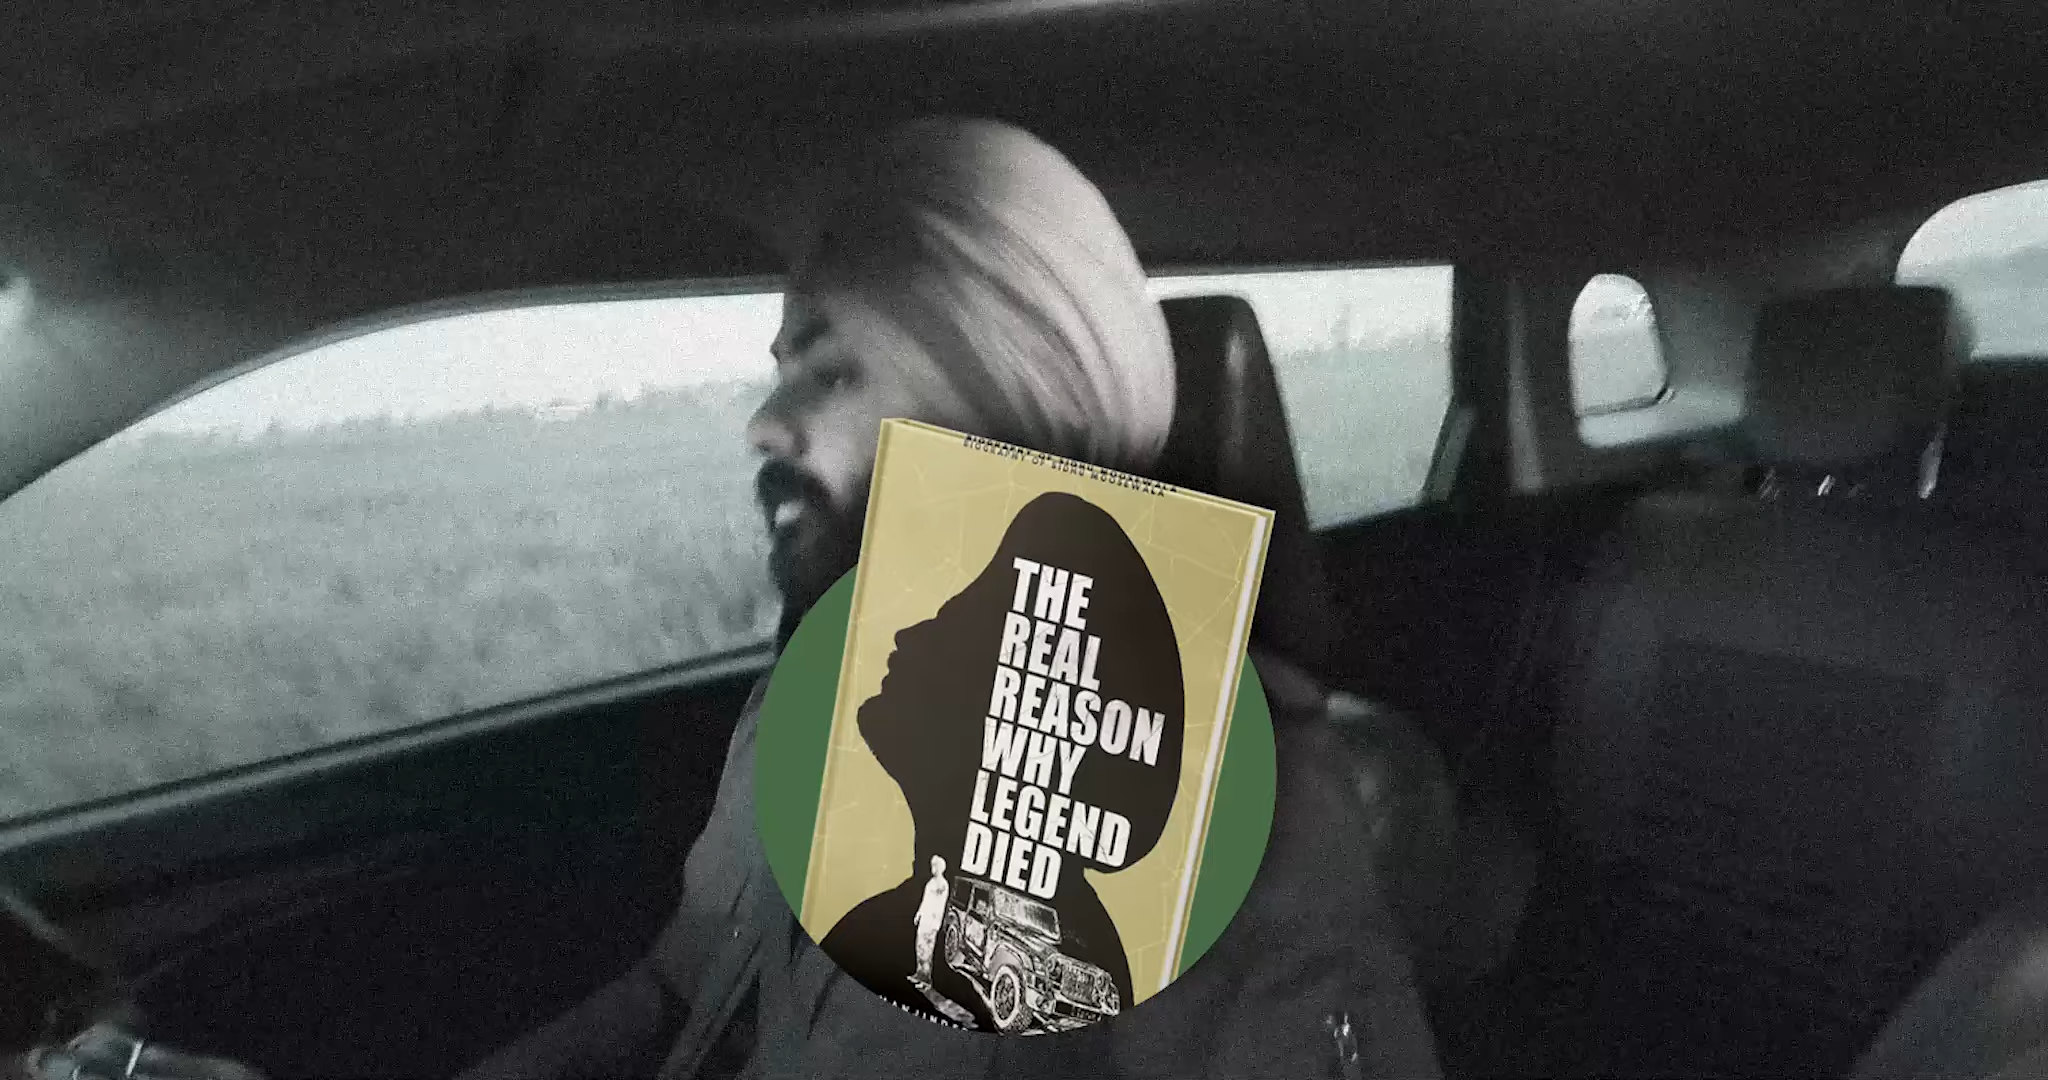 BIOGRAPHY OF SIDHU MOOSEWALA
THE
REAL
REASON
WHY
LEGEND
DIED